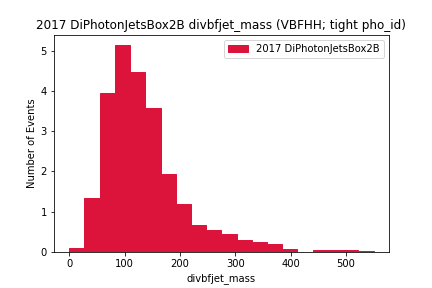 2017 DiPhotonJetsBox2B divbfjet_mass (VBFHH; tight pho_id)
2017 DiPhotonJetsBox2B
Number of Events
5
4
3
2
1
0
0 100 200 300 400 500
divbfjet_mass